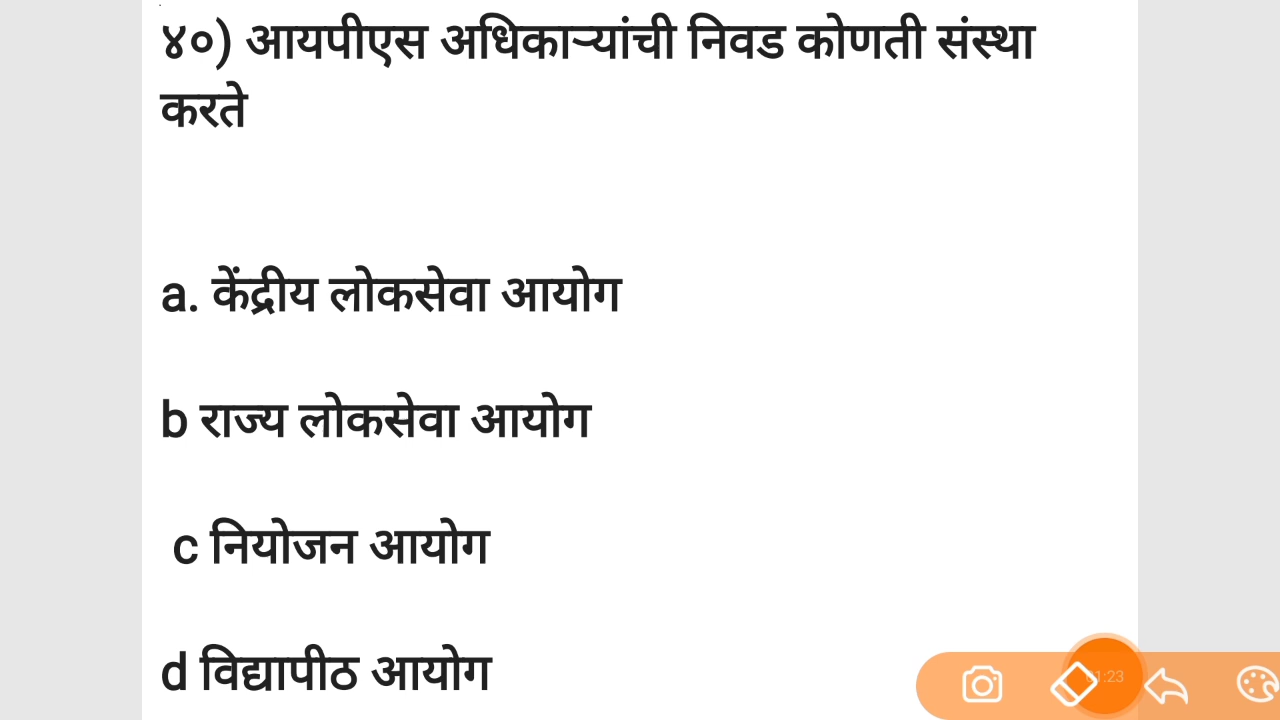 ४०) आयपीएस अधिकाऱ्यांची निवड कोणती संस्था
करते
a. केंद्रीय लोकसेवा आयोग
b राज्य लोकसेवा आयोग
c नियोजन आयोग
d विद्यापीठ आयोग